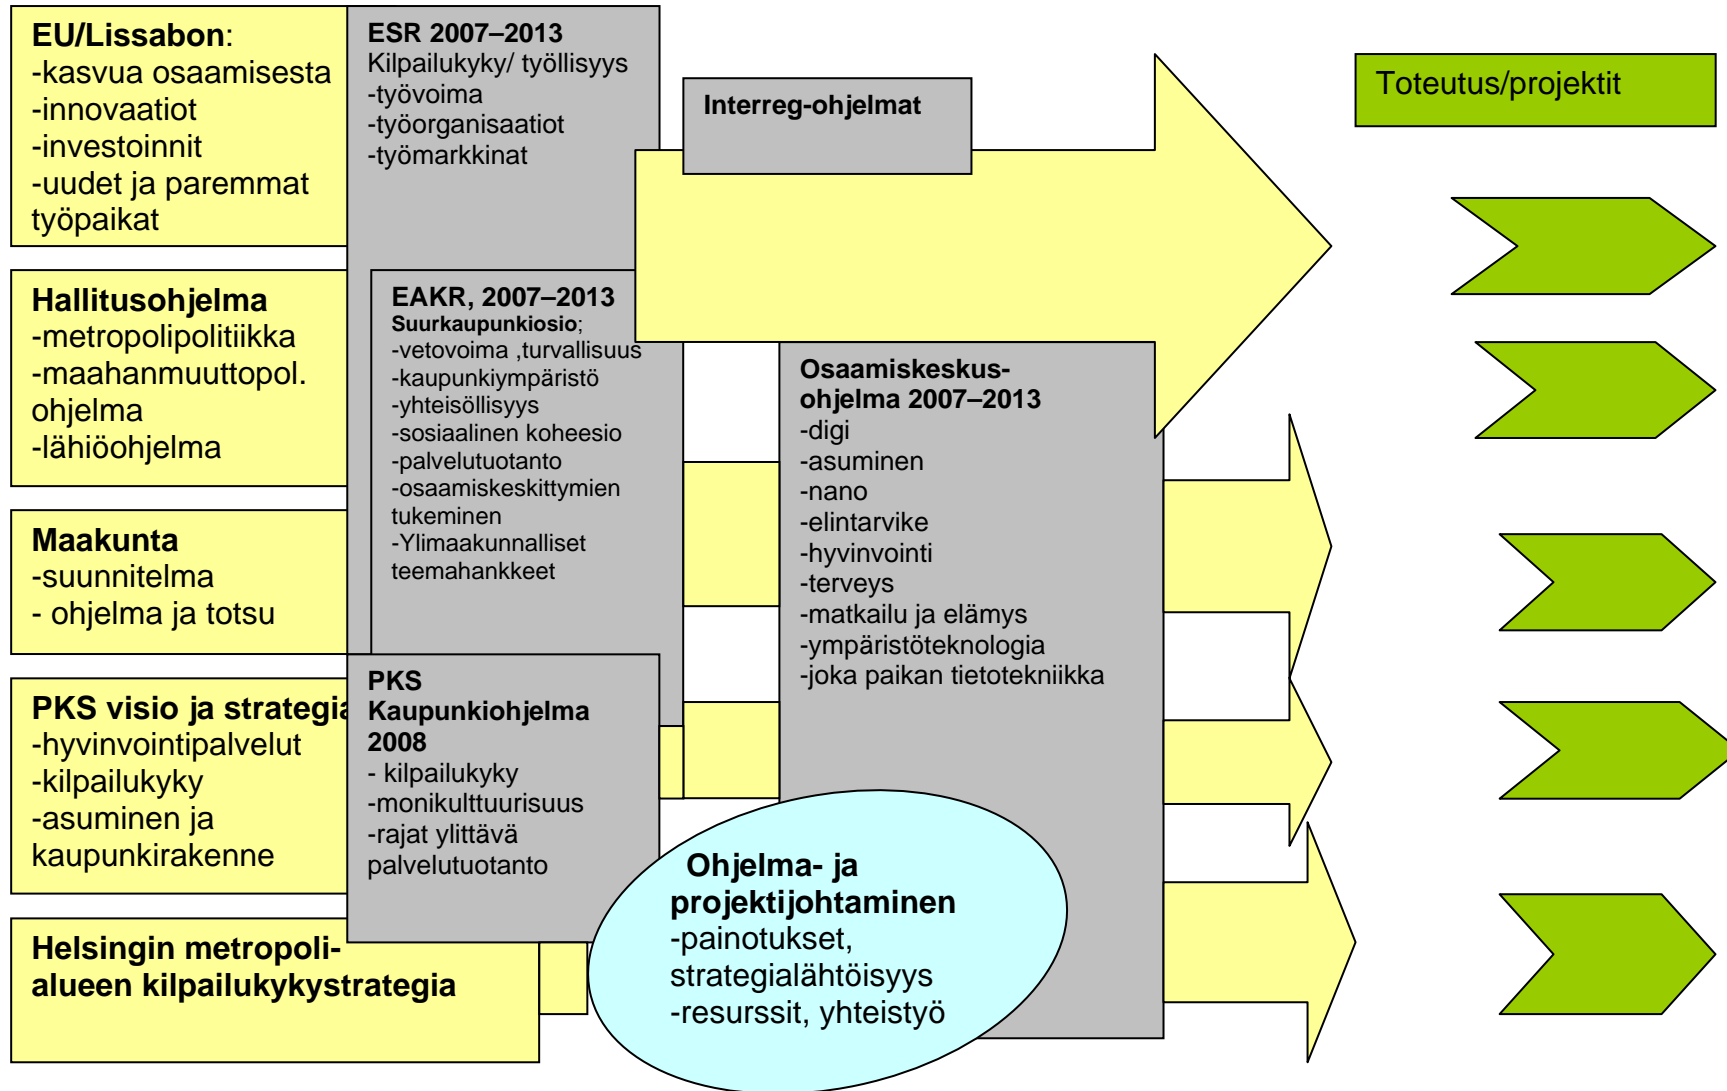 EU/Lissabon:
-kasvua osaamisesta
-innovaatiot
-investoinnit
-uudet ja paremmat
työpaikat
Hallitusohjelma
-metropolipolitiikka
-maahanmuuttopol.
ohjelma
-lähiöohjelma
Maakunta
-suunnitelma
- ohjelma ja totsu
PKS visio ja strategia
-hyvinvointipalvelut
-kilpailukyky
-asuminen ja
kaupunkirakenne
Helsingin metropoli-
alueen kilpailukykystrategia
ESR 2007–2013
Kilpailukyky/ työllisyys
-työvoima
-työorganisaatiot
-työmarkkinat
EAKR, 2007–2013
Suurkaupunkiosio;
-vetovoima ,turvallisuus
-kaupunkiympäristö
-yhteisöllisyys
-sosiaalinen koheesio
-palvelutuotanto
-osaamiskeskittymien
tukeminen
-Ylimaakunnalliset
teemahankkeet
PKS
Kaupunkiohjelma
2008
- kilpailukyky
-monikulttuurisuus
-rajat ylittävä
palvelutuotanto
Interreg-ohjelmat
Osaamiskeskus-
ohjelma 2007–2013
-digi
-asuminen
-nano
-elintarvike
-hyvinvointi
-terveys
-matkailu ja elämys
-ympäristöteknologia
-joka paikan tietotekniikka
Ohjelma- ja
projektijohtaminen
-painotukset,
strategialähtöisyys
-resurssit, yhteistyö
Toteutus/projektit